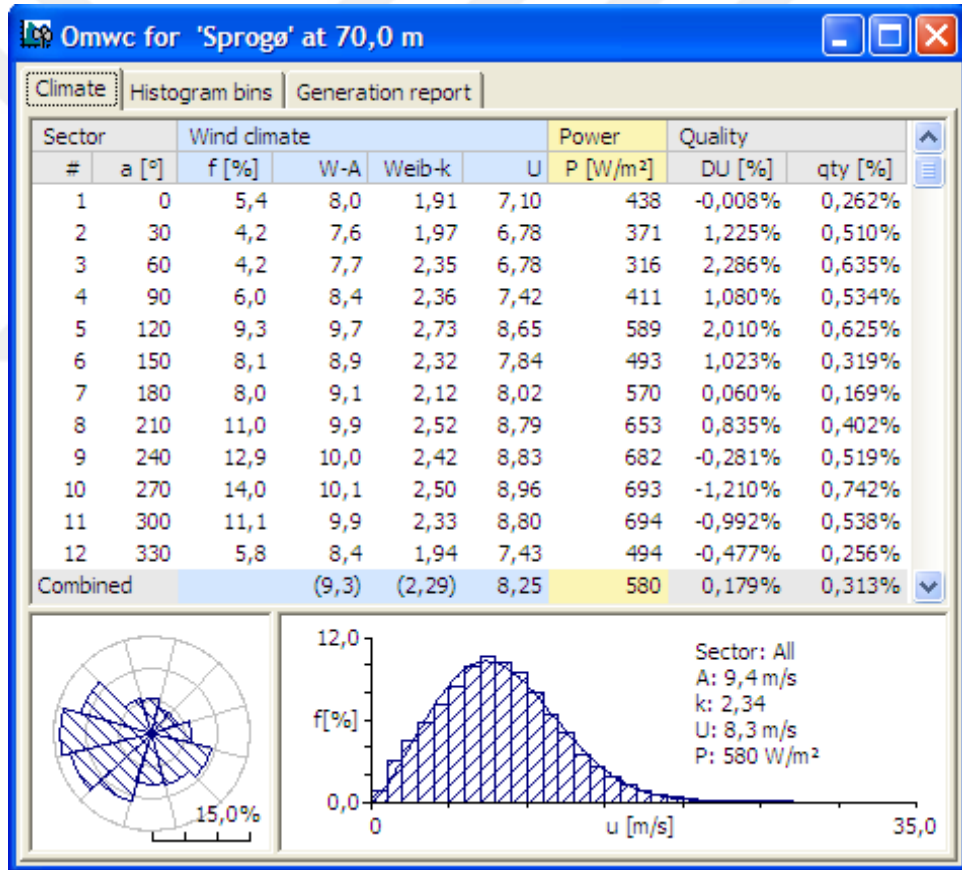 Omwc for 'Sprogø' at 70,0 m
Climate Histogram bins Generation report
Sector Wind climate Power Quality
# a [º] f [%] W-A Weib-k U P [W/m²] DU [%] qty [%]
1 0 5,4 8,0 1,91 7,10 438 -0,008% 0,262%
2 30 4,2 7,6 1,97 6,78 371 1,225% 0,510%
3 60 4,2 7,7 2,35 6,78 316 2,286% 0,635%
4 90 6,0 8,4 2,36 7,42 411 1,080% 0,534%
5 120 9,3 9,7 2,73 8,65 589 2,010% 0,625%
6 150 8,1 8,9 2,32 7,84 493 1,023% 0,319%
7 180 8,0 9,1 2,12 8,02 570 0,060% 0,169%
8 210 11,0 9,9 2,52 8,79 653 0,835% 0,402%
9 240 12,9 10,0 2,42 8,83 682 -0,281% 0,519%
10 270 14,0 10,1 2,50 8,96 693 -1,210% 0,742%
11 300 11,1 9,9 2,33 8,80 694 -0,992% 0,538%
12 330 5,8 8,4 1,94 7,43 494 -0,477% 0,256%
Combined (9,3) (2,29) 8,25 580 0,179% 0,313%
15,0%
12,0
f[%]
0,0
0 u [m/s] 35,0
Sector: All
A: 9,4 m/s
k: 2,34
U: 8,3 m/s
P: 580 W/m²